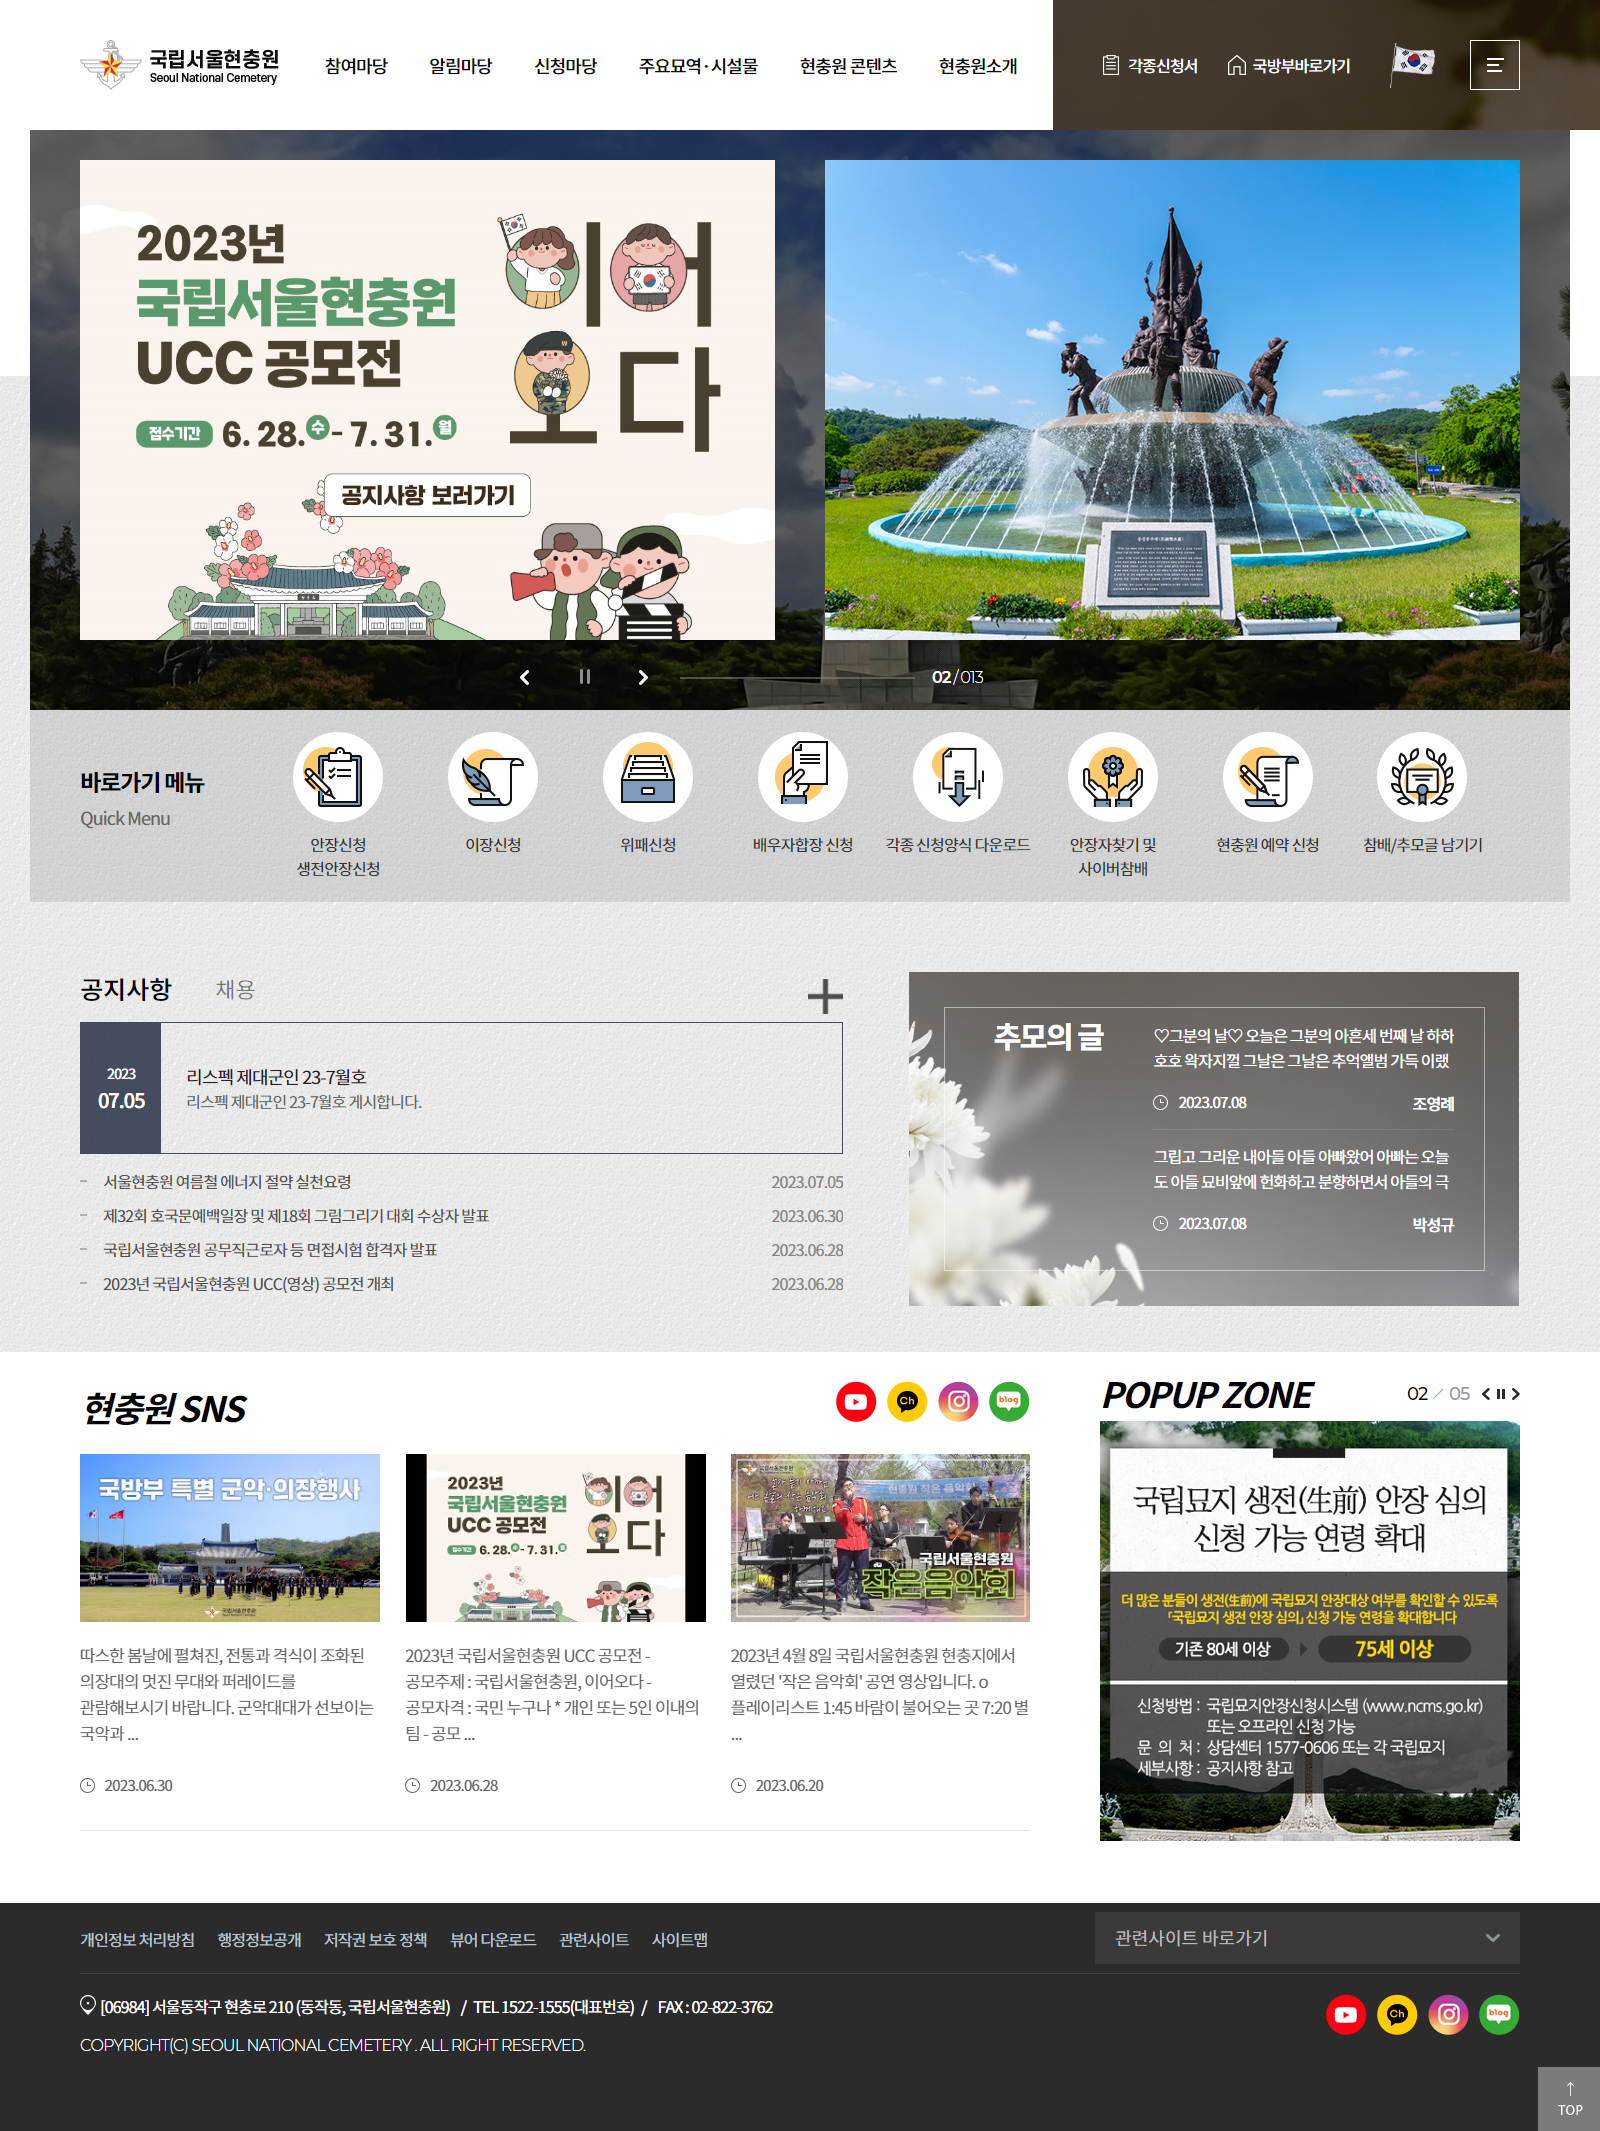 국립서울현충원
Seoul National Cemetery
참여마당
알림마당
신청마당
주요묘역·시설물
현충원 콘텐츠
현충원소개
각종신청서
국방부바로가기
2023년
국립서울현충원
UCC 공모전
접수기간 6. 28.수 - 7. 31.월
이어
오다
공지사항 보러가기
02/013
바로가기 메뉴
Quick Menu
안장신청
생전안장신청
이장신청
위패신청
배우자합장 신청
각종 신청양식 다운로드
안장자찾기 및
사이버참배
현충원 예약 신청
참배/추모글 남기기
공지사항
채용
2023
07.05
리스펙 제대군인 23-7월호
리스펙 제대군인 23-7월호 게시합니다.
서울현충원 여름철 에너지 절약 실천요령 2023.07.05
제32회 호국문예백일장 및 제18회 그림그리기 대회 수상자 발표 2023.06.30
국립서울현충원 공무직근로자 등 면접시험 합격자 발표 2023.06.28
2023년 국립서울현충원 UCC(영상) 공모전 개최 2023.06.28
추모의 글
♡그분의 날♡ 오늘은 그분의 아흔세 번째 날 하하
호호 왁자지껄 그날은 그날은 추억앨범 가득 이랬
2023.07.08 조영례
그립고 그리운 내아들 아들 아빠왔어 아빠는 오늘
도 아들 묘비앞에 헌화하고 분향하면서 아들의 극
2023.07.08 박성규
현충원 SNS
Ch
blog
국방부 특별 군악·의장행사
따스한 봄날에 펼쳐진, 전통과 격식이 조화된
의장대의 멋진 무대와 퍼레이드를
관람해보시기 바랍니다. 군악대대가 선보이는
국악과 ...
2023.06.30
2023년
국립서울현충원
UCC 공모전
접수기간 6. 28.수 - 7. 31.월
이어
오다
2023년 국립서울현충원 UCC 공모전 -
공모주제 : 국립서울현충원, 이어오다 -
공모자격 : 국민 누구나 * 개인 또는 5인 이내의
팀 - 공모 ...
2023.06.28
국립서울현충원
작은음악회
2023년 4월 8일 국립서울현충원 현충지에서
열렸던 '작은 음악회' 공연 영상입니다. o
플레이리스트 1:45 바람이 불어오는 곳 7:20 별
...
2023.06.20
POPUP ZONE
02 / 05
국립묘지 생전(生前) 안장 심의
신청 가능 연령 확대
더 많은 분들이 생전(生前)에 국립묘지 안장대상 여부를 확인할 수 있도록
「국립묘지 생전 안장 심의」 신청 가능 연령을 확대합니다
기존 80세 이상
75세 이상
신청방법 : 국립묘지안장신청시스템 (www.ncms.go.kr)
또는 오프라인 신청 가능
문 의 처 : 상담센터 1577-0606 또는 각 국립묘지
세부사항 : 공지사항 참고
개인정보 처리방침
행정정보공개
저작권 보호 정책
뷰어 다운로드
관련사이트
사이트맵
관련사이트 바로가기
[06984] 서울동작구 현충로 210 (동작동, 국립서울현충원) / TEL 1522-1555(대표번호) / FAX : 02-822-3762
COPYRIGHT(C) SEOUL NATIONAL CEMETERY . ALL RIGHT RESERVED.
Ch
blog
TOP